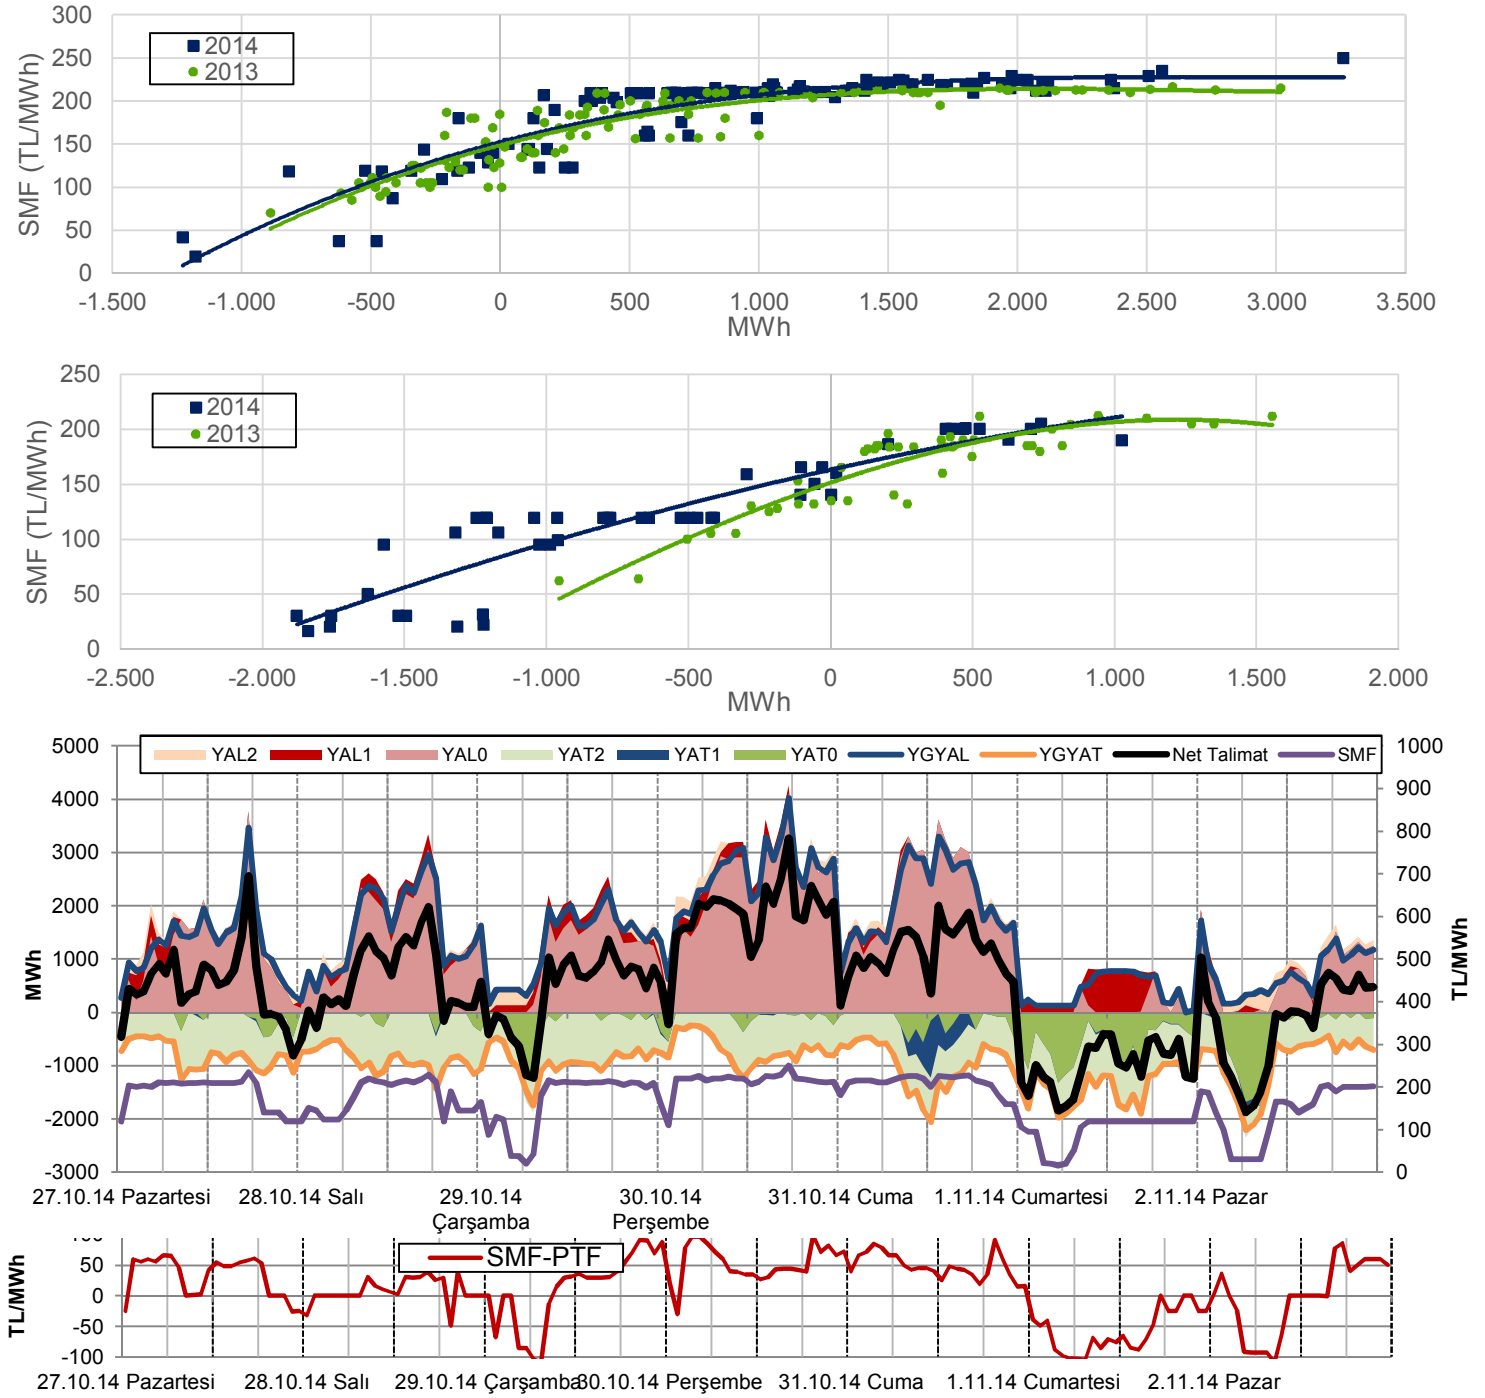 300
250
200
150
100
50
0
SMF (TL/MWh)
2014
2013
-1.500
-1.000
-500
0
500
1.000
1.500
2.000
2.500
3.000
3.500
MWh
250
200
150
100
50
0
SMF (TL/MWh)
2014
2013
-2.500
-2.000
-1.500
-1.000
-500
0
500
1.000
1.500
2.000
MWh
YAL2 YAL1 YAL0 YAT2 YAT1 YAT0 YGYAL YGYAT Net Talimat SMF
5000
4000
3000
2000
1000
0
-1000
-2000
-3000
MWh
1000
900
800
700
600
500
400
300
200
100
0
TL/MWh
27.10.14 Pazartesi
28.10.14 Salı
29.10.14
Çarşamba
30.10.14
Perşembe
31.10.14 Cuma
1.11.14 Cumartesi
2.11.14 Pazar
SMF-PTF
100
50
0
-50
-100
TL/MWh
27.10.14 Pazartesi
28.10.14 Salı
29.10.14 Çarşamba
30.10.14 Perşembe
31.10.14 Cuma
1.11.14 Cumartesi
2.11.14 Pazar